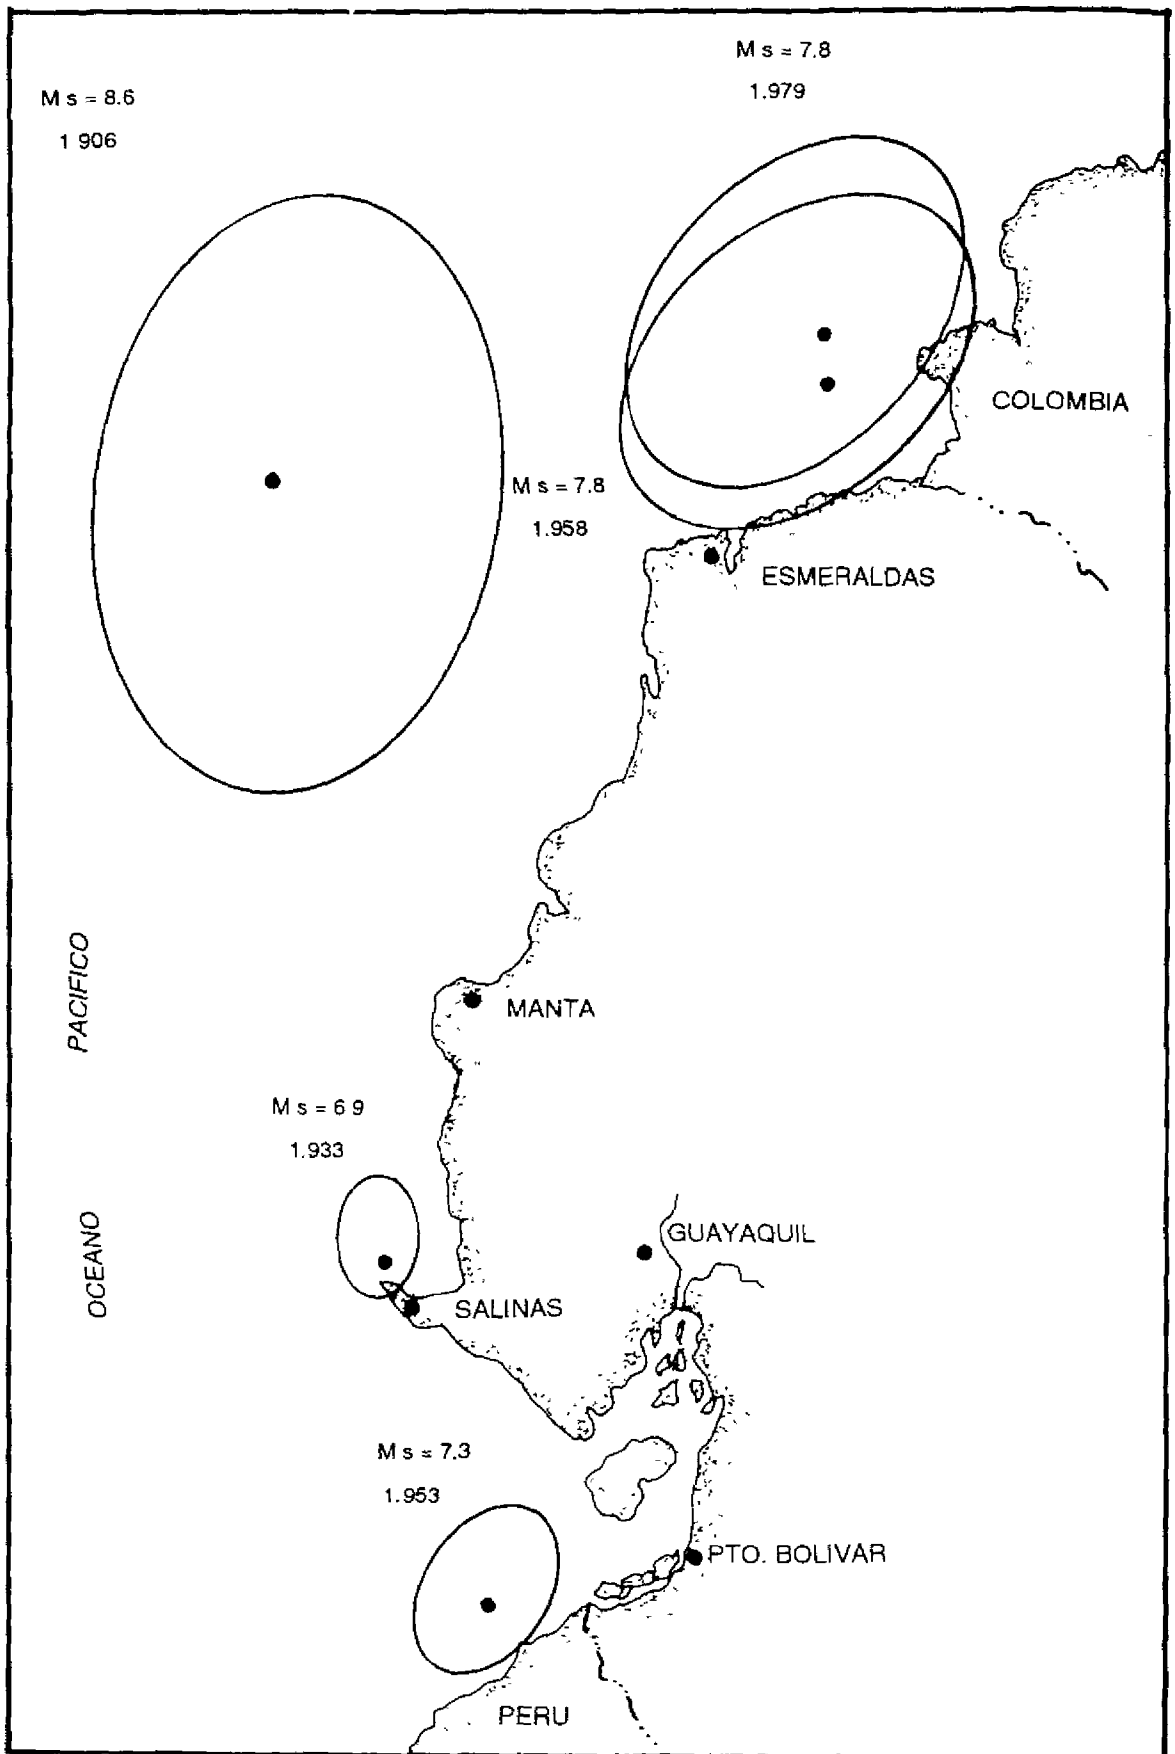 M s = 7.8
1.979
M s = 8.6
1 906
COLOMBIA
M s = 7.8
1.958
ESMERALDAS
PACIFICO
MANTA
M s = 6 9
1.933
OCEANO
GUAYAQUIL
SALINAS
M s = 7.3
1.953
PTO. BOLIVAR
PERU